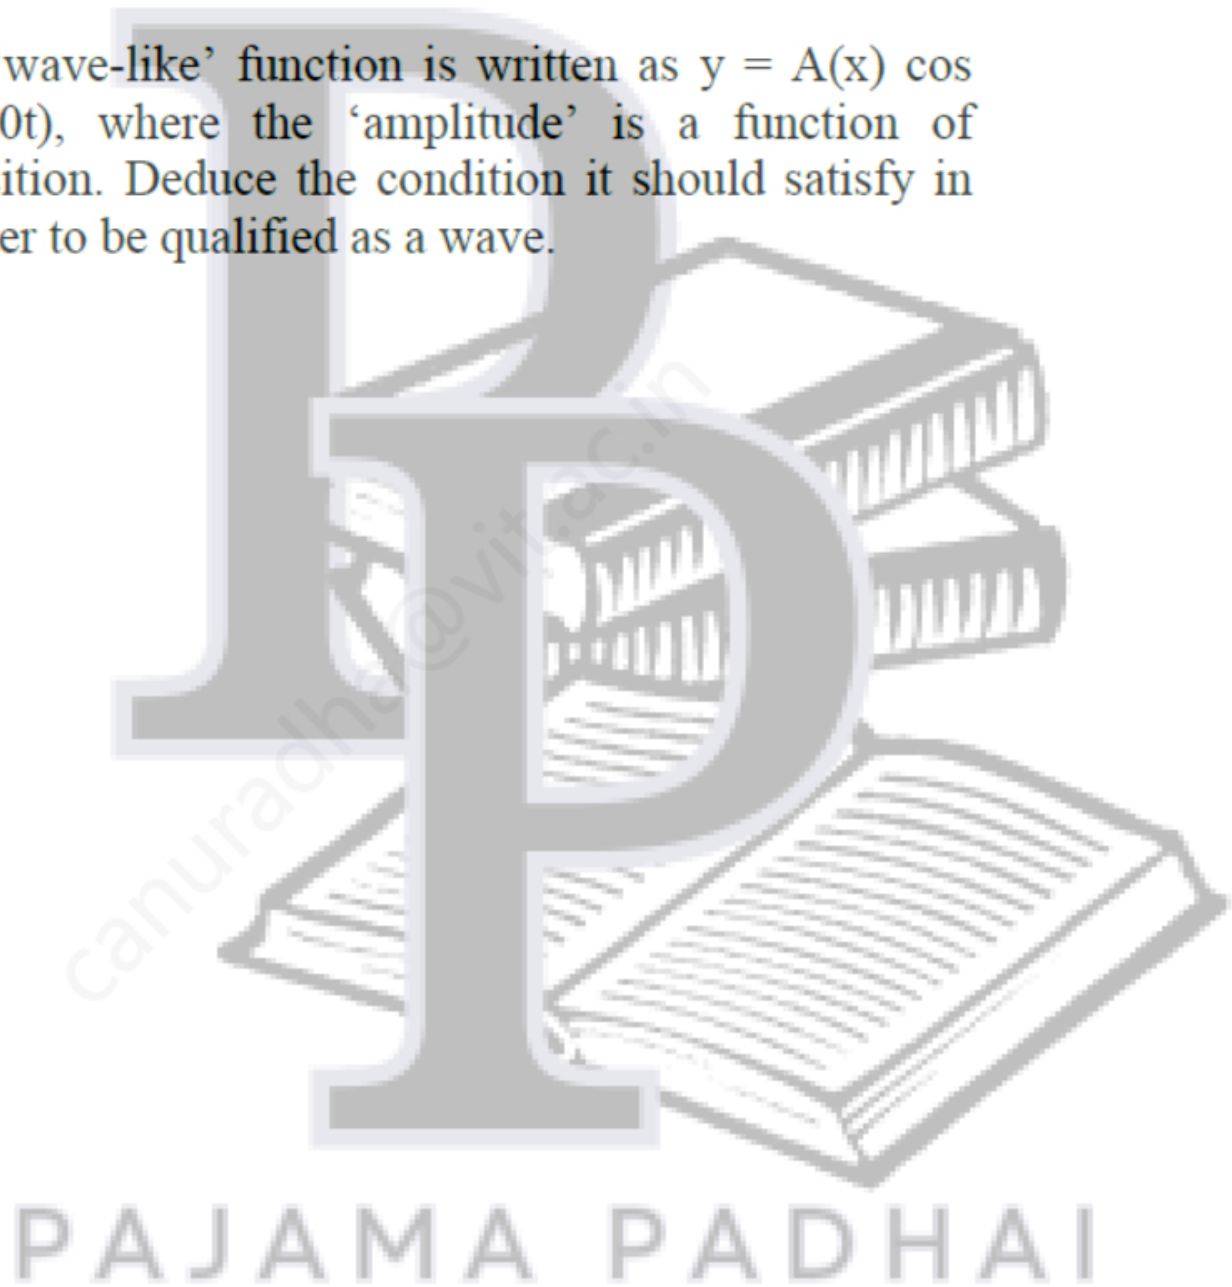 wave-like’ function is written as y = A(x) cos
0t), where the ‘amplitude’ is a function of
ition. Deduce the condition it should satisfy in
er to be qualified as a wave.
PP
canuradha@vit.ac.in
PAJAMA PADHAI